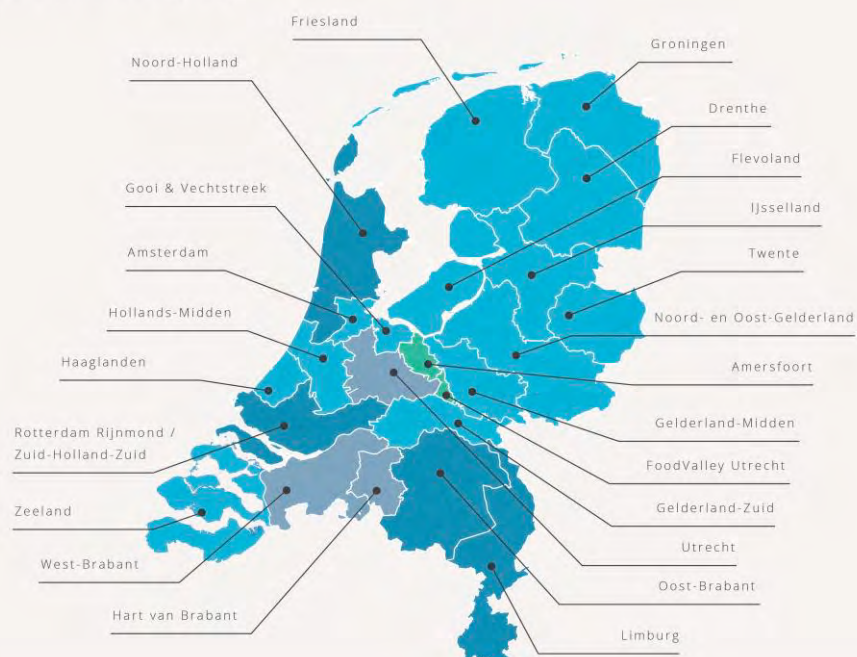 Friesland
Groningen
Noord-Holland
Drenthe
Flevoland
Gooi & Vechtstreek
IJsselland
Amsterdam
Twente
Hollands-Midden
Noord- en Oost-Gelderland
Haaglanden
Amersfoort
Rotterdam Rijnmond /
Zuid-Holland-Zuid
Gelderland-Midden
FoodValley Utrecht
Zeeland
Gelderland-Zuid
West-Brabant
Utrecht
Hart van Brabant
Oost-Brabant
Limburg